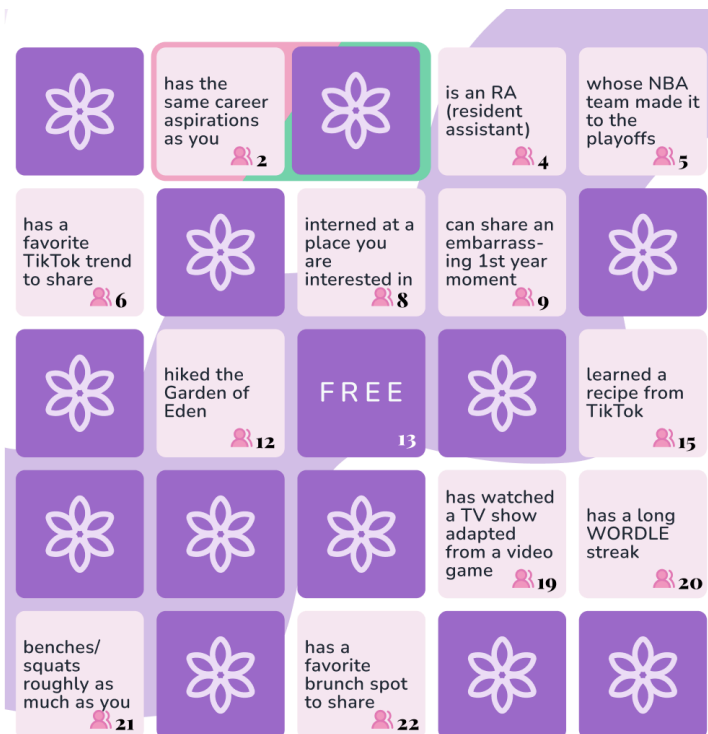 has the
same career
aspirations
as you
2
is an RA
(resident
assistant)
4
whose NBA
team made it
to the
playoffs
5
has a
favorite
TikTok trend
to share
6
interned at a
place you
are
interested in
8
can share an
embarrass-
ing 1st year
moment
9
hiked the
Garden of
Eden
12
FREE
13
learned a
recipe from
TikTok
15
has watched
a TV show
adapted
from a video
game
19
has a long
WORDLE
streak
20
benches/
squats
roughly as
much as you
21
has a
favorite
brunch spot
to share
22